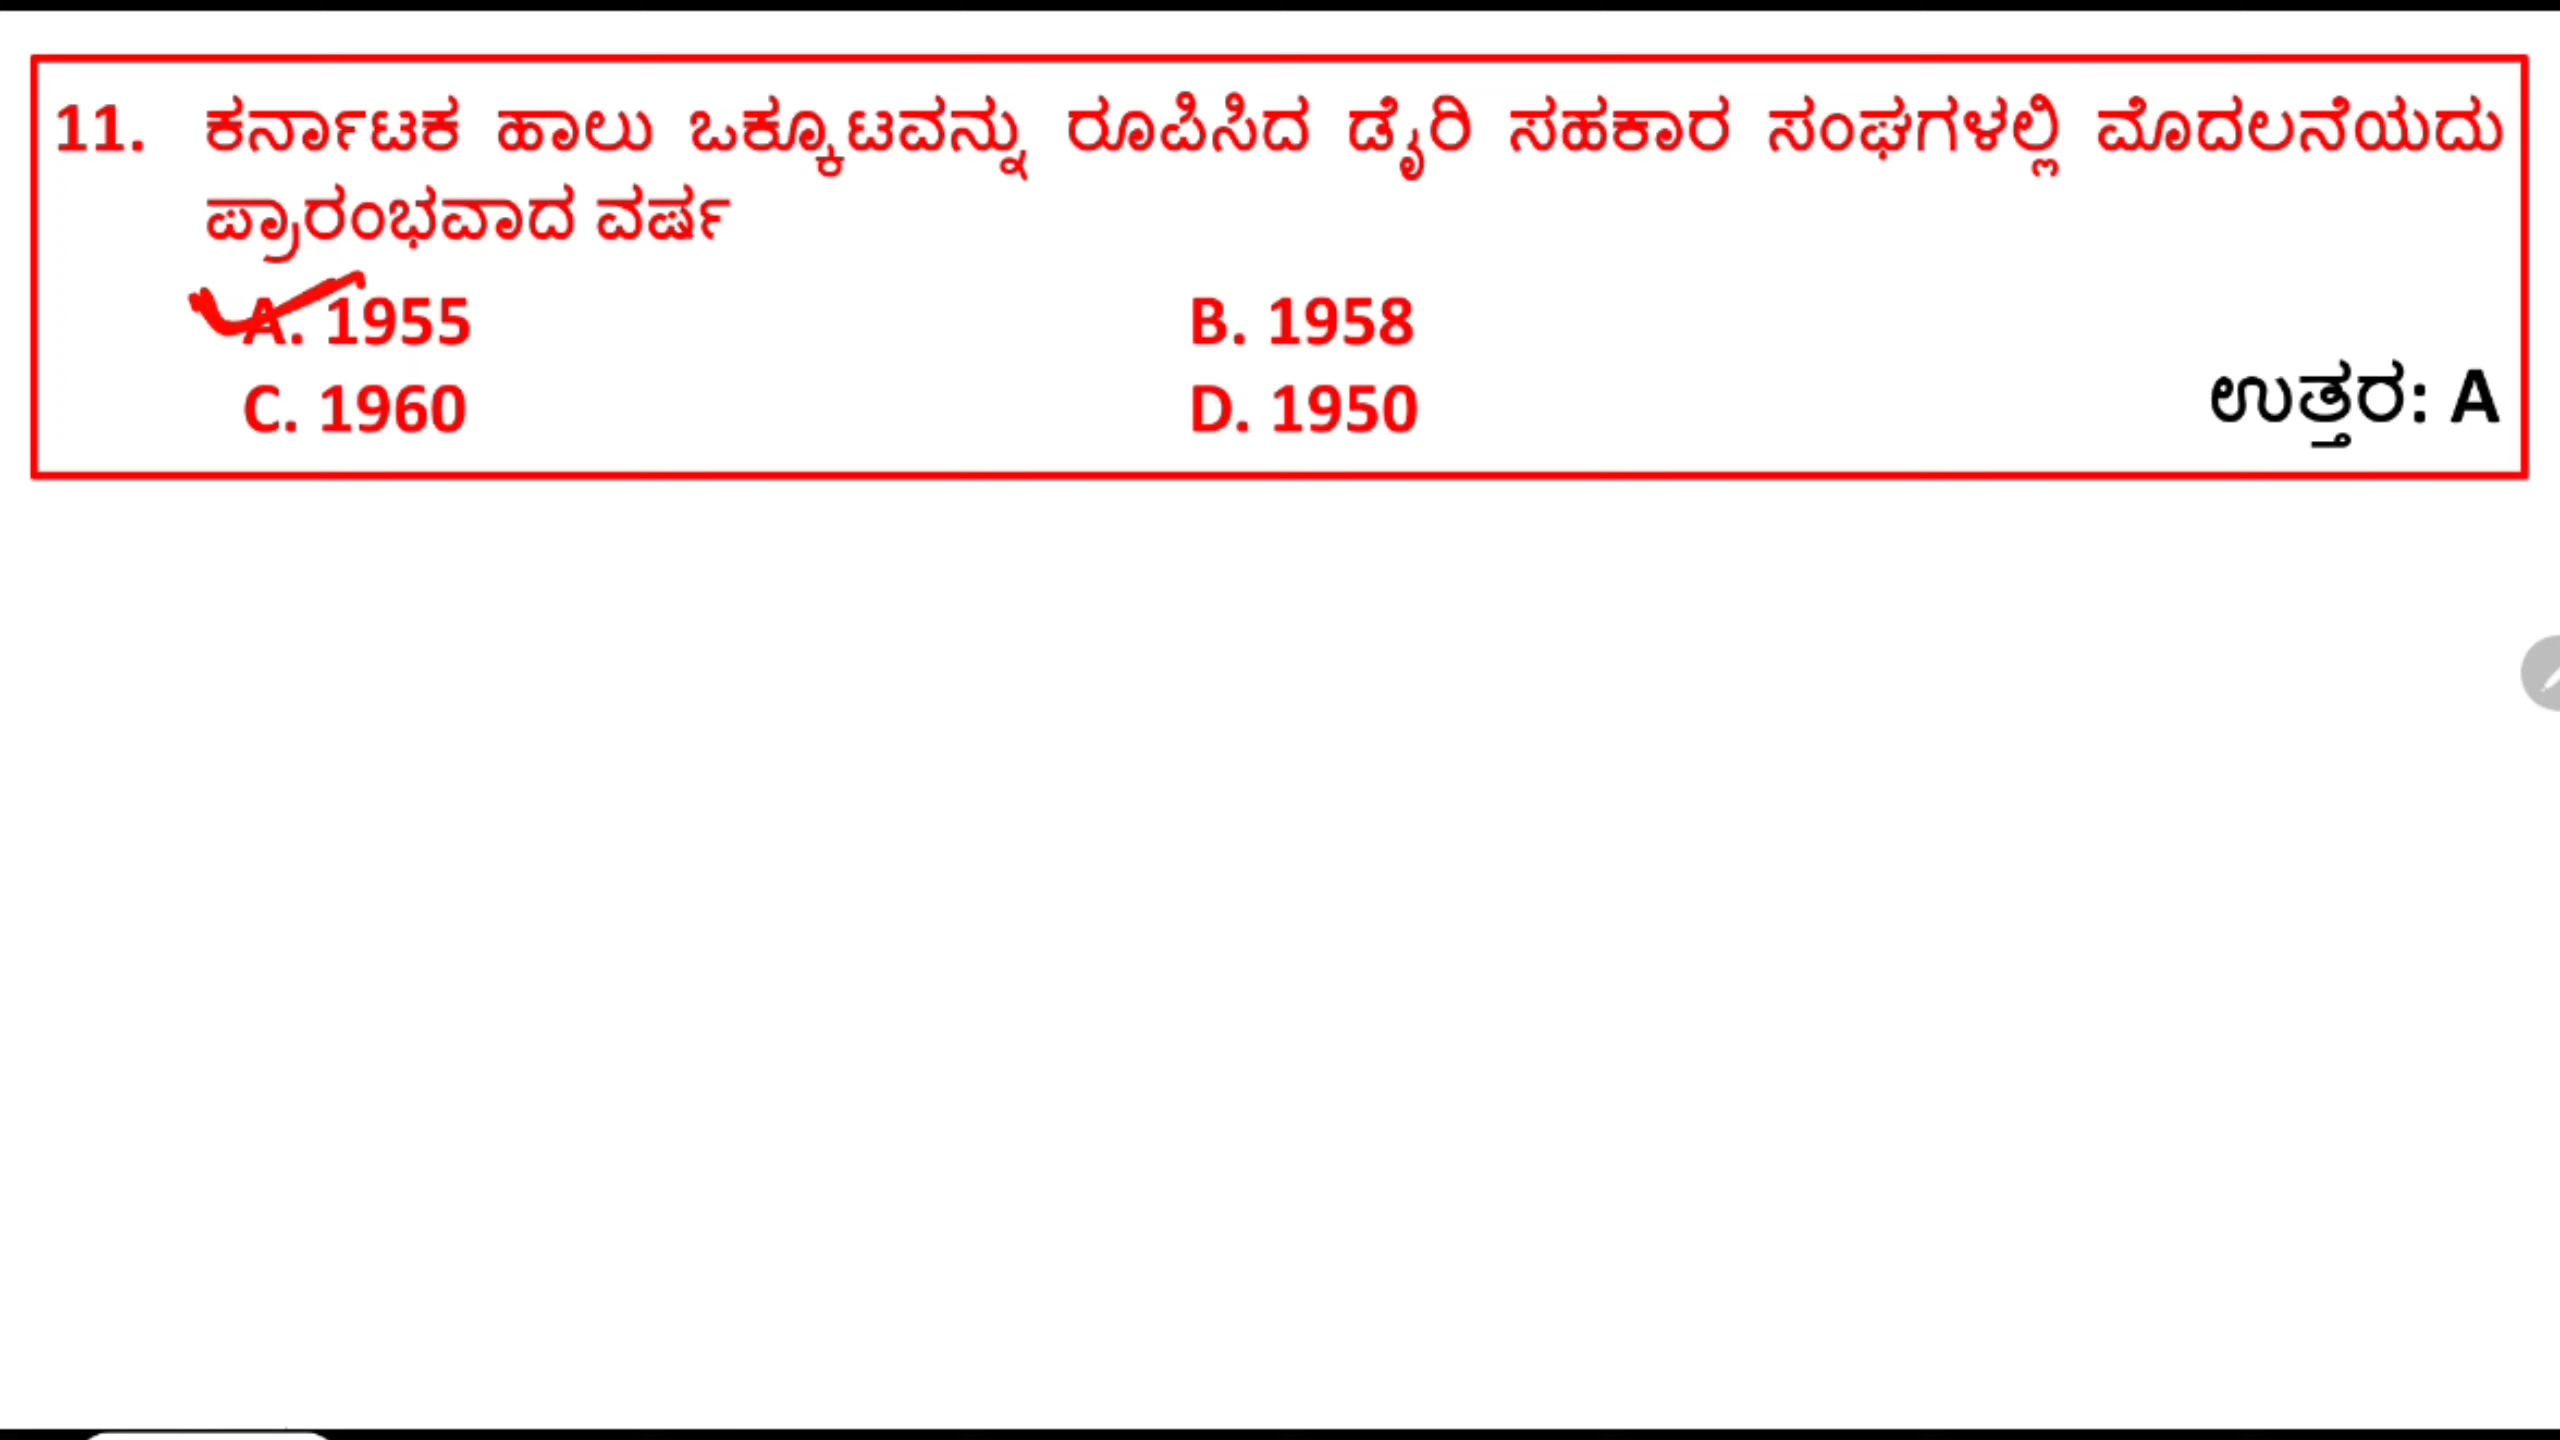 11. ಕರ್ನಾಟಕ ಹಾಲು ಒಕ್ಕೂಟವನ್ನು ರೂಪಿಸಿದ ಡೈರಿ ಸಹಕಾರ ಸಂಘಗಳಲ್ಲಿ ಮೊದಲನೆಯದು
ಪ್ರಾರಂಭವಾದ ವರ್ಷ
A. 1955 B. 1958
C. 1960 D. 1950 ಉತ್ತರ: A